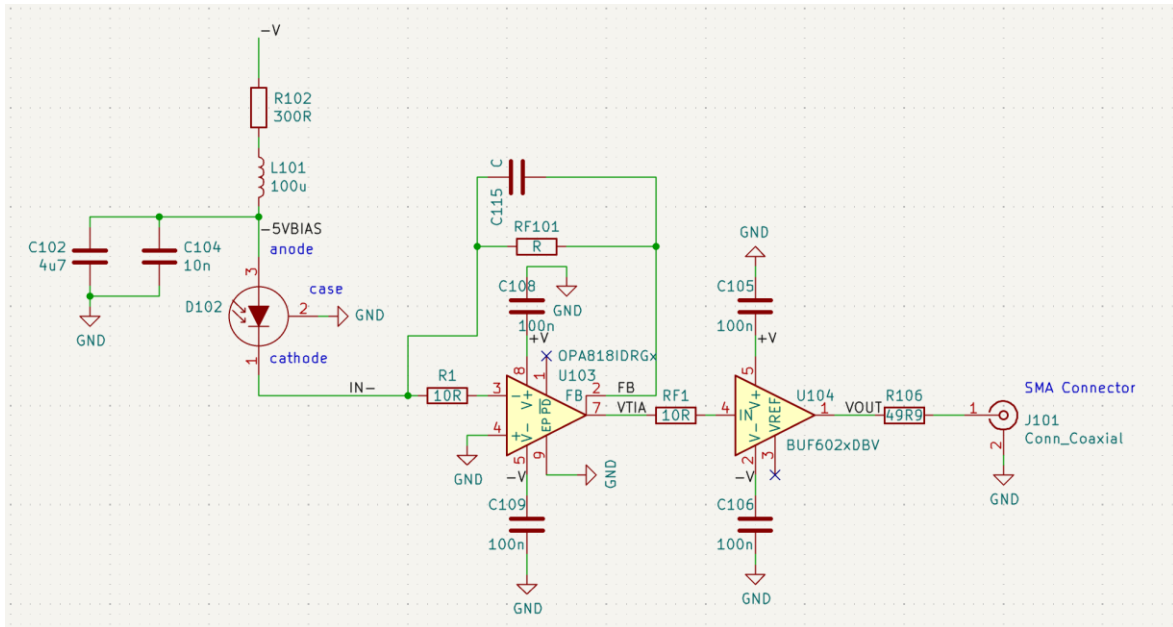 -V
R102
300R
L101
100u
-5VBIAS
anode
C102
4u7
C104
10n
GND
3
D102
case
2
GND
1
cathode
IN-
C
C115
RF101
R
C108
100n
GND
+V
OPA818IDRGx
U103
R1
10R
3
8
1
-
V+
PD
FB
2
FB
7
VTIA
4
+
V-
EP
5
9
GND
GND
-V
C109
100n
GND
RF1
10R
GND
C105
100n
+V
5
U104
4
IN
V+
V-
VREF
1
VOUT
2
3
BUF602xDBV
-V
C106
100n
GND
R106
49R9
SMA Connector
1
J101
Conn_Coaxial
2
GND